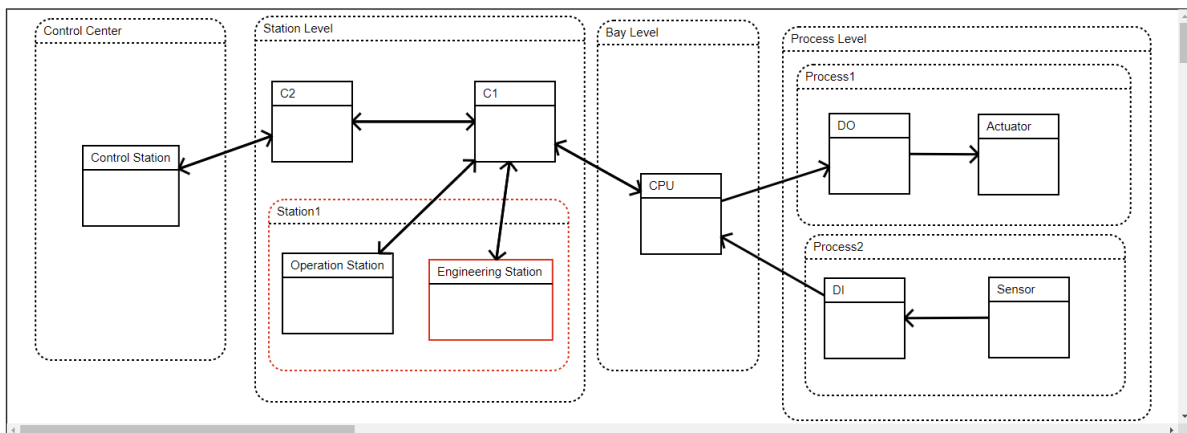 Control Center
Control Station
Station Level
C2
C1
Station1
Operation Station
Engineering Station
Bay Level
CPU
Process Level
Process1
DO
Actuator
Process2
DI
Sensor